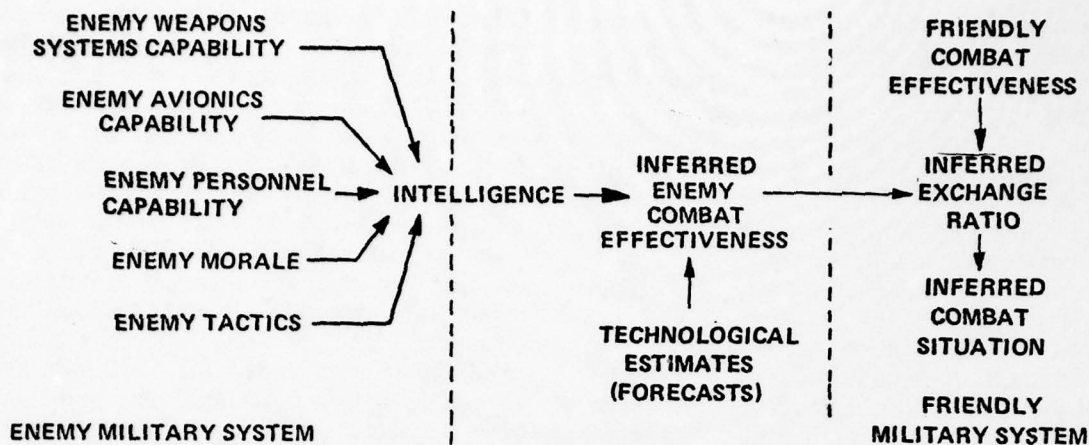 ENEMY WEAPONS
SYSTEMS CAPABILITY
ENEMY AVIONICS
CAPABILITY
ENEMY PERSONNEL
CAPABILITY
ENEMY MORALE
ENEMY TACTICS
ENEMY MILITARY SYSTEM
INTELLIGENCE
INFERRED
ENEMY
COMBAT
EFFECTIVENESS
TECHNOLOGICAL
ESTIMATES
(FORECASTS)
FRIENDLY
COMBAT
EFFECTIVENESS
INFERRED
EXCHANGE
RATIO
INFERRED
COMBAT
SITUATION
FRIENDLY
MILITARY SYSTEM